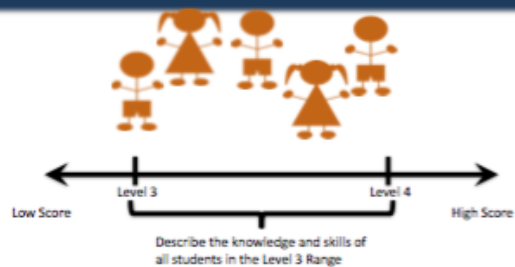 Level 3
Level 4
Low Score
High Score
Describe the knowledge and skills of
all students in the Level 3 Range